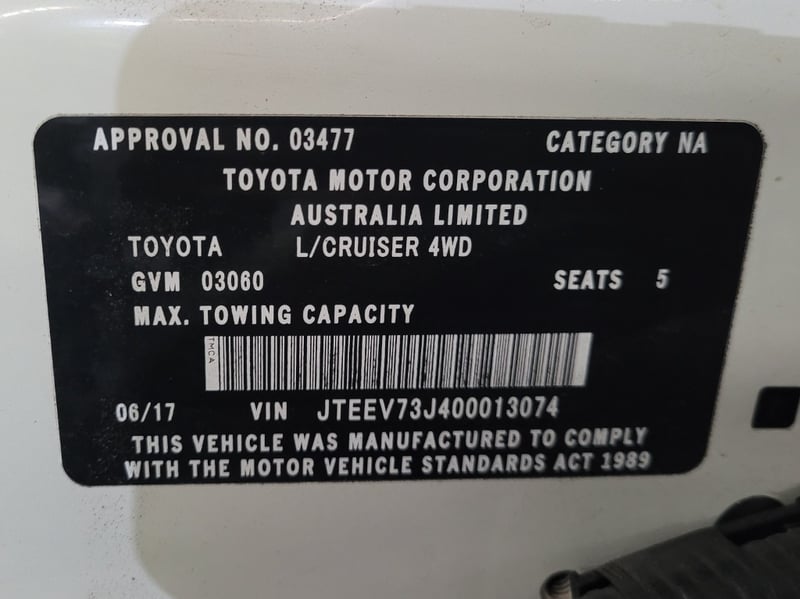 APPROVAL NO. 03477 CATEGORY NA
TOYOTA MOTOR CORPORATION
AUSTRALIA LIMITED
TOYOTA L/CRUISER 4WD
GVM 03060 SEATS 5
MAX. TOWING CAPACITY
TMCA
06/17 VIN JTEEV73J400013074
THIS VEHICLE WAS MANUFACTURED TO COMPLY
WITH THE MOTOR VEHICLE STANDARDS ACT 1989